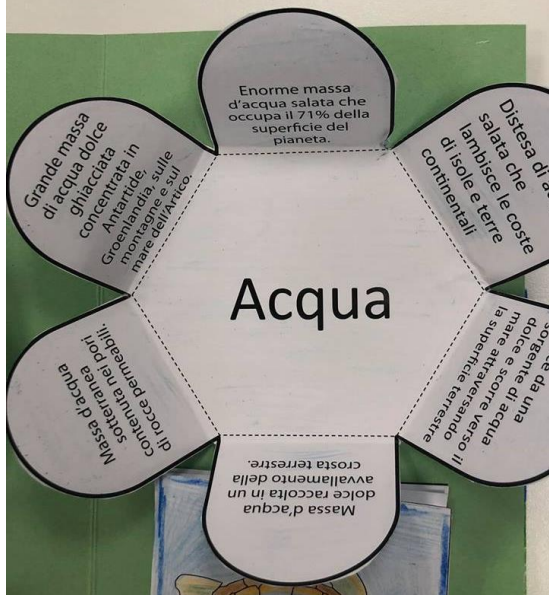 Enorme massa
d'acqua salata che
occupa il 71% della
superficie del
pianeta.
Distesa di
salata che
lambisce le coste
di isole e terre
continentali
da una
sorgente di acqua
dolce e scorre verso il
mare attraversando
la superficie terrestre
Massa d'acqua
dolce raccolta in un
avvallamento della
crosta terrestre.
Massa d'acqua
sotterranea
contenuta nei pori
di rocce permeabili.
Grande massa
di acqua dolce
ghiacciata
concentrata in
Antartide,
Groenlandia, sulle
montagne e sul
mare dell'Artico.
Acqua